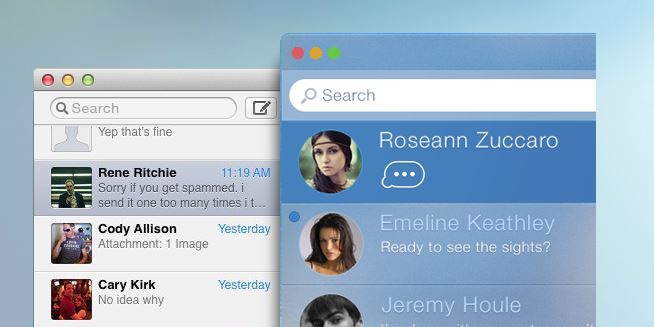 Search
Yep that's fine
Rene Ritchie 11:19 AM
Sorry if you get spammed. i
send it one too many times i t...
Cody Allison Yesterday
Attachment: 1 Image
Cary Kirk Yesterday
No idea why
Search
Roseann Zuccaro
Emeline Keathley
Ready to see the sights?
Jeremy Houle